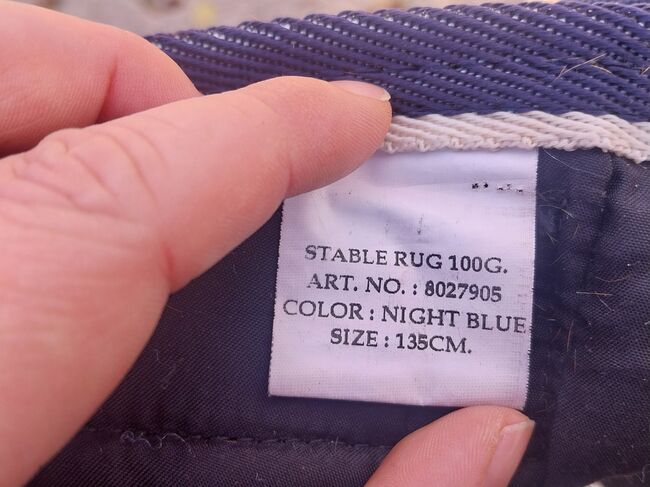 STABLE RUG 100G.
ART. NO. : 8027905
COLOR : NIGHT BLUE
SIZE : 135CM.